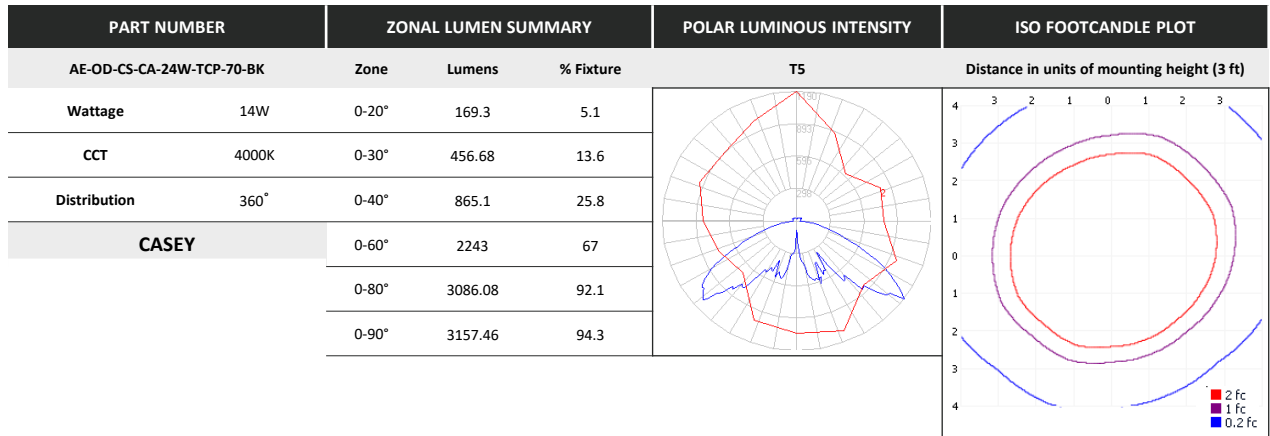 PART NUMBER
ZONAL LUMEN SUMMARY
POLAR LUMINOUS INTENSITY
ISO FOOTCANDLE PLOT
AE-OD-CS-CA-24W-TCP-70-BK
Zone Lumens % Fixture
T5
Distance in units of mounting height (3 ft)
Wattage 14W
CCT 4000K
Distribution 360˚
CASEY
0-20° 169.3 5.1
0-30° 456.68 13.6
0-40° 865.1 25.8
0-60° 2243 67
0-80° 3086.08 92.1
0-90° 3157.46 94.3
1190
893
595
298
3 2 1 0 1 2 3
4
3
2
1
0
1
2
3
4
2 fc
1 fc
0.2 fc